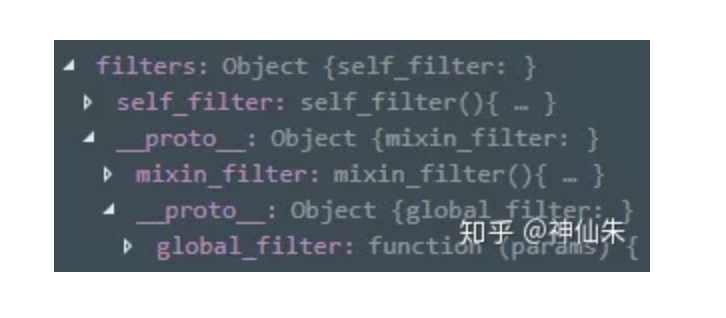 filters: Object {self_filter: }
self_filter: self_filter(){ … }
__proto__: Object {mixin_filter: }
mixin_filter: mixin_filter(){ … }
__proto__: Object {global_filter: }
global_filter: function (params) {
知乎 @神仙朱